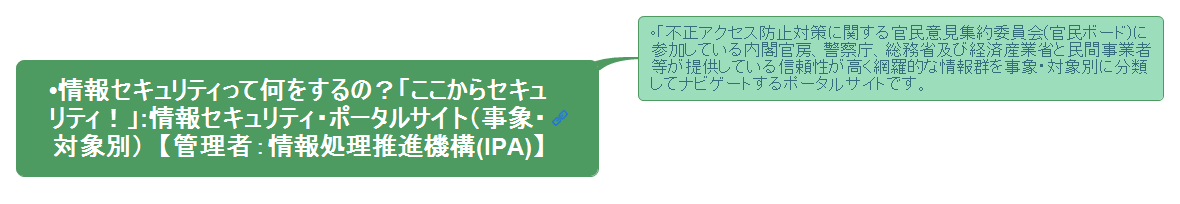 •情報セキュリティって何をするの？「ここからセキュ
リティ！」:情報セキュリティ・ポータルサイト（事象・
対象別）【管理者：情報処理推進機構(IPA)】
•「不正アクセス防止対策に関する官民意見集約委員会(官民ボード)に
参加している内閣官房、警察庁、総務省及び経済産業省と民間事業者
等が提供している信頼性が高く網羅的な情報群を事象・対象別に分類
してナビゲートするポータルサイトです。